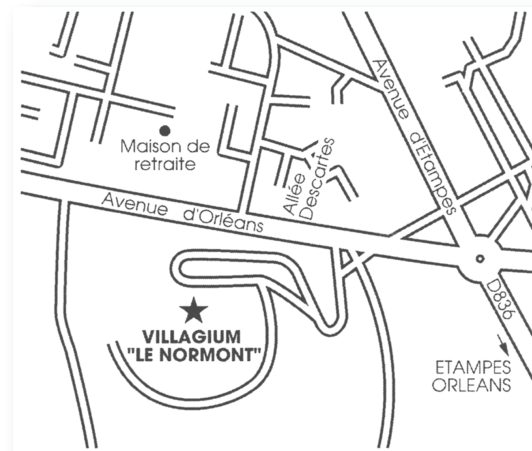 Avenue d'Etampes
Maison de
retraite
Allée
Descartes
Avenue d'Orléans
D836
VILLAGIUM
"LE NORMONT"
ETAMPES
ORLEANS